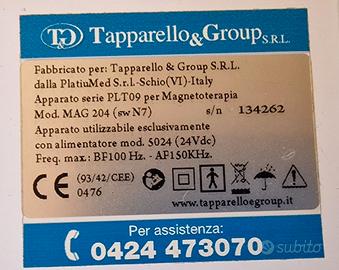 T&G Tapparello&Group S.R.L.
Fabbricato per: Tapparello & Group S.R.L.
dalla PlatiuMed S.r.l.-Schio(VI)-Italy
Apparato serie PLT09 per Magnetoterapia
Mod. MAG 204 (sw N7) s/n 134262
Apparato utilizzabile esclusivamente
con alimentatore mod. 5024 (24Vdc)
Freq. max.: BF100 Hz. - AF150KHz.
CE (93/42/CEE)
0476
www.tapparelloegroup.it
Per assistenza:
0424 473070
subito